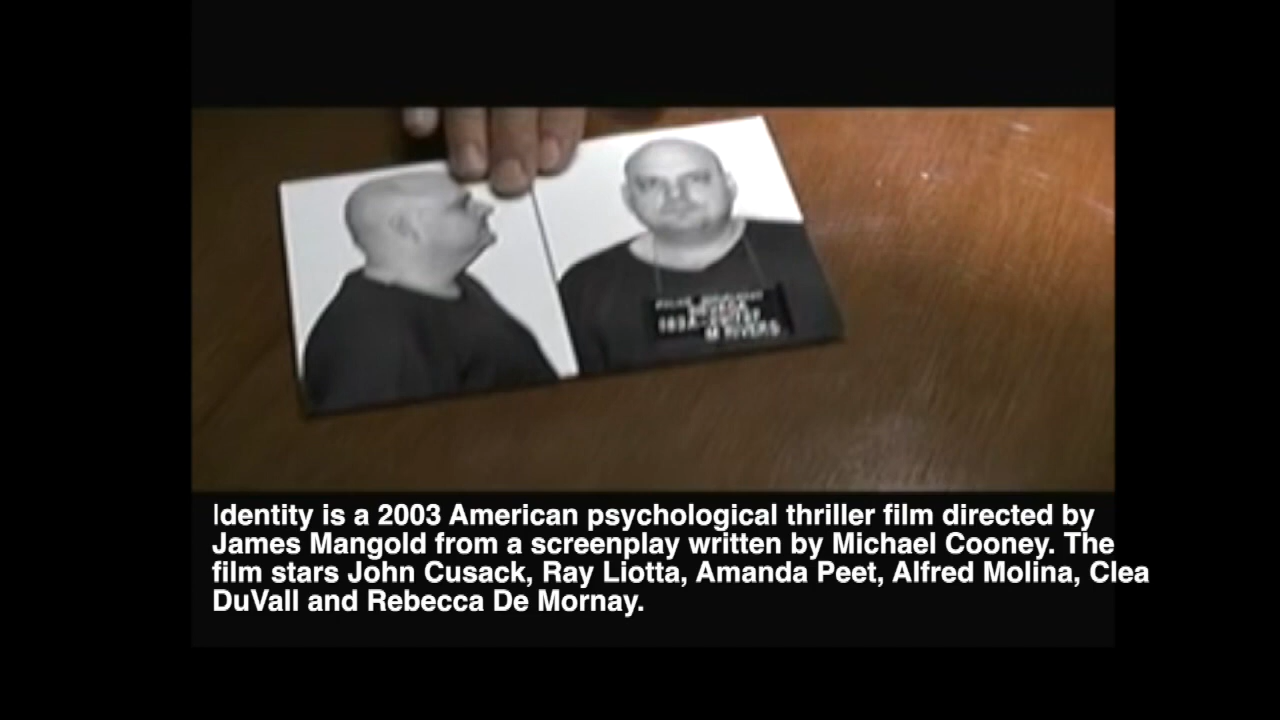 M RIVERS
Identity is a 2003 American psychological thriller film directed by
James Mangold from a screenplay written by Michael Cooney. The
film stars John Cusack, Ray Liotta, Amanda Peet, Alfred Molina, Clea
DuVall and Rebecca De Mornay.